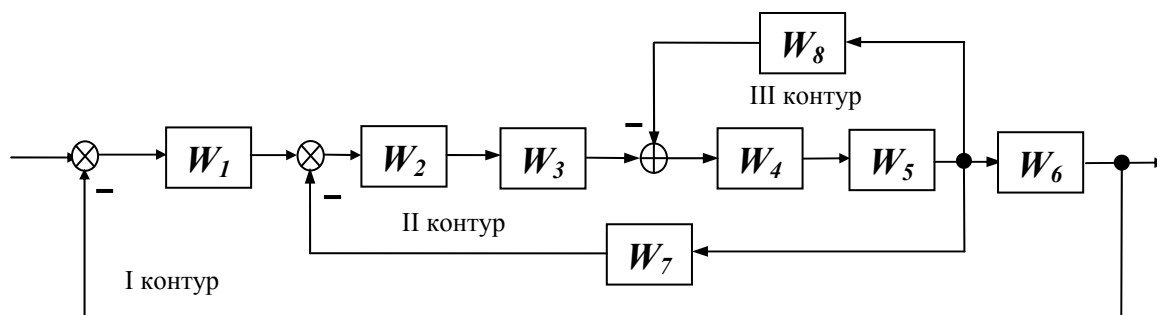 W8
III контур
–
W1
W2
W3
W4
W5
W6
–
–
II контур
W7
I контур